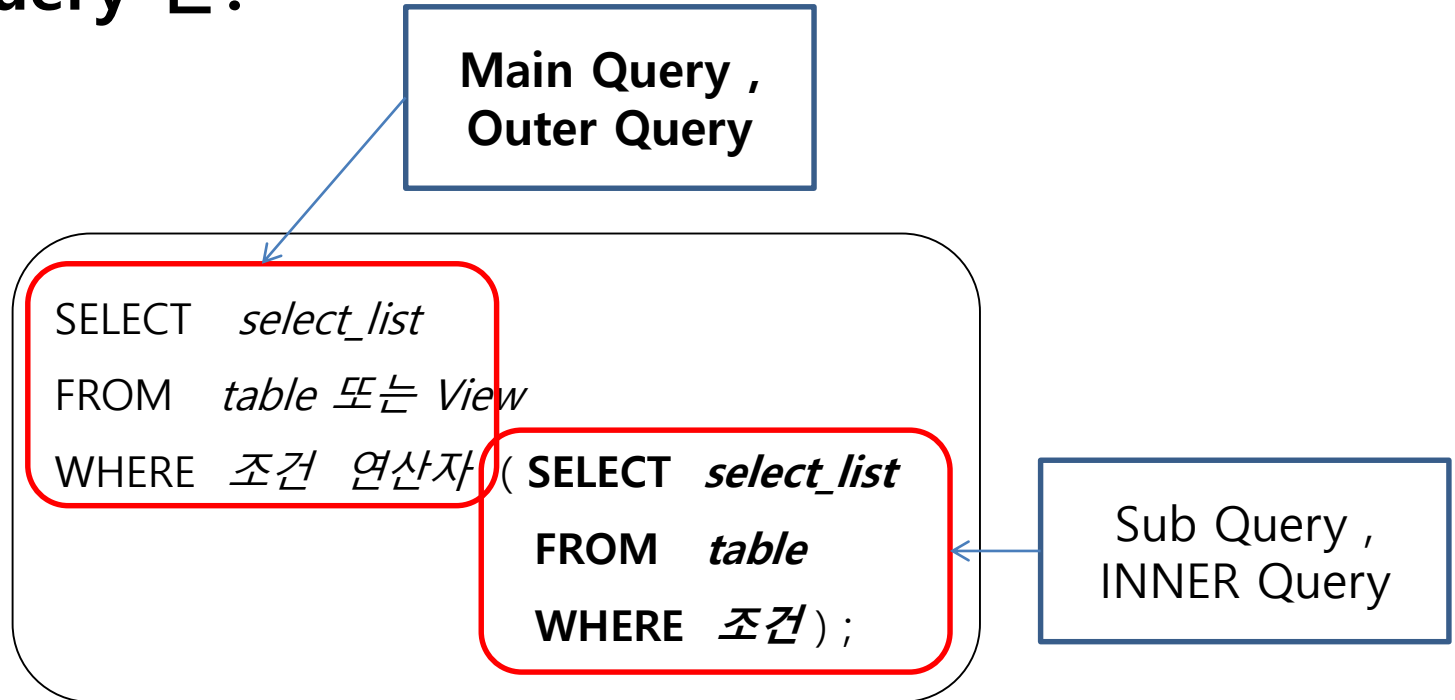 uery 란?
Main Query ,
Outer Query
SELECT select_list
FROM table 또는 View
WHERE 조건 연산자 ( SELECT select_list
FROM table
WHERE 조건 ) ;
Sub Query ,
INNER Query